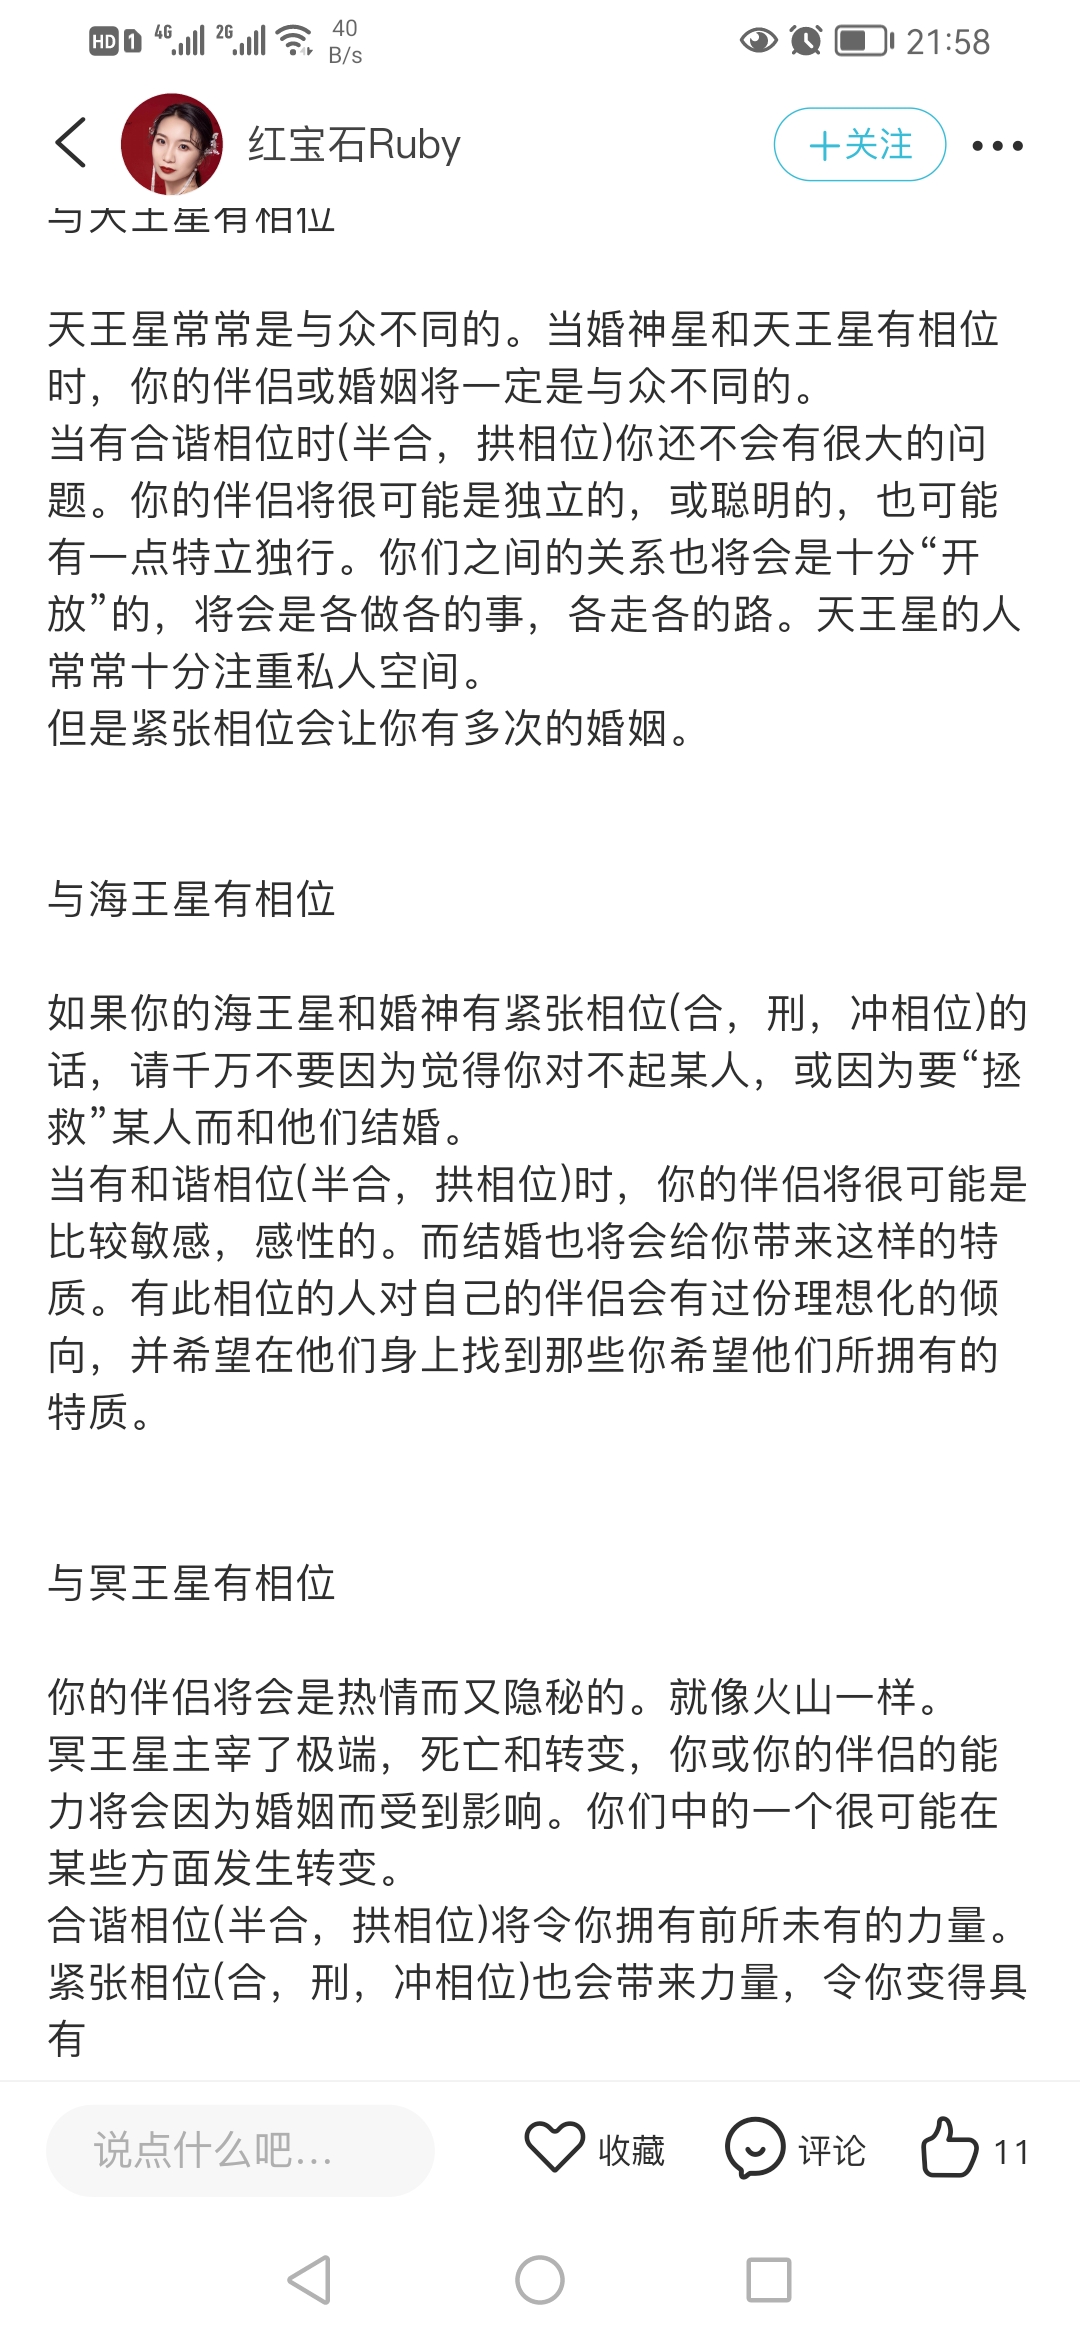 HD 1 4G 2G 40 B/s 21:58
红宝石Ruby
+关注
与天王星有相位
天王星常常是与众不同的。当婚神星和天王星有相位
时，你的伴侣或婚姻将一定是与众不同的。
当有合谐相位时(半合，拱相位)你还不会有很大的问
题。你的伴侣将很可能是独立的，或聪明的，也可能
有一点特立独行。你们之间的关系也将会是十分“开
放”的，将会是各做各的事，各走各的路。天王星的人
常常十分注重私人空间。
但是紧张相位会让你有多次的婚姻。
与海王星有相位
如果你的海王星和婚神有紧张相位(合，刑，冲相位)的
话，请千万不要因为觉得你对不起某人，或因为要“拯
救”某人而和他们结婚。
当有和谐相位(半合，拱相位)时，你的伴侣将很可能是
比较敏感，感性的。而结婚也将会给你带来这样的特
质。有此相位的人对自己的伴侣会有过份理想化的倾
向，并希望在他们身上找到那些你希望他们所拥有的
特质。
与冥王星有相位
你的伴侣将会是热情而又隐秘的。就像火山一样。
冥王星主宰了极端，死亡和转变，你或你的伴侣的能
力将会因为婚姻而受到影响。你们中的一个很可能在
某些方面发生转变。
合谐相位(半合，拱相位)将令你拥有前所未有的力量。
紧张相位(合，刑，冲相位)也会带来力量，令你变得具
有
说点什么吧...
收藏
评论
11